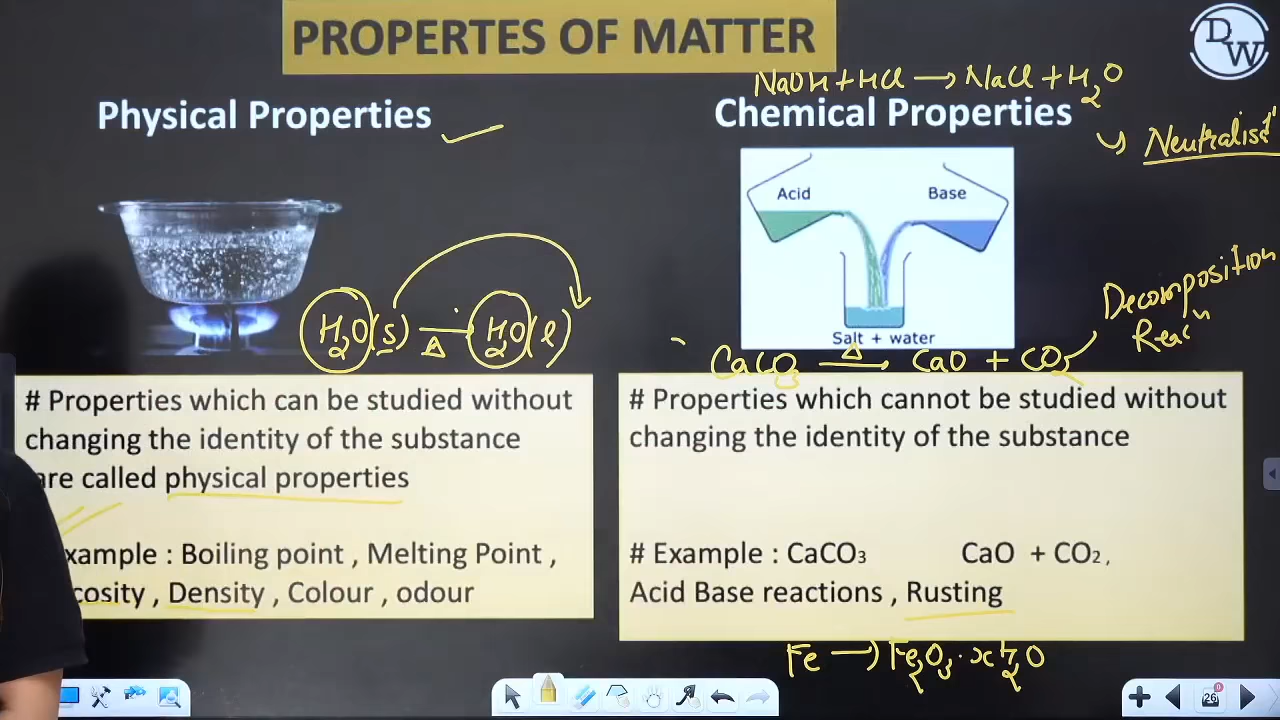 PROPERTES OF MATTER
DW
NaOH + HCl → NaCl + H₂O
Physical Properties
Chemical Properties
Neutralisⁿ
Acid
Base
Salt + water
H₂O (s) → H₂O (l)
Δ
Decomposition
Reacⁿ
Δ
CaCO₃ → CaO + CO₂
# Properties which can be studied without
changing the identity of the substance
are called physical properties
xample : Boiling point , Melting Point ,
cosity , Density , Colour , odour
# Properties which cannot be studied without
changing the identity of the substance
# Example : CaCO₃ CaO + CO₂ ,
Acid Base reactions , Rusting
Fe → Fe₂O₃ · xH₂O
26